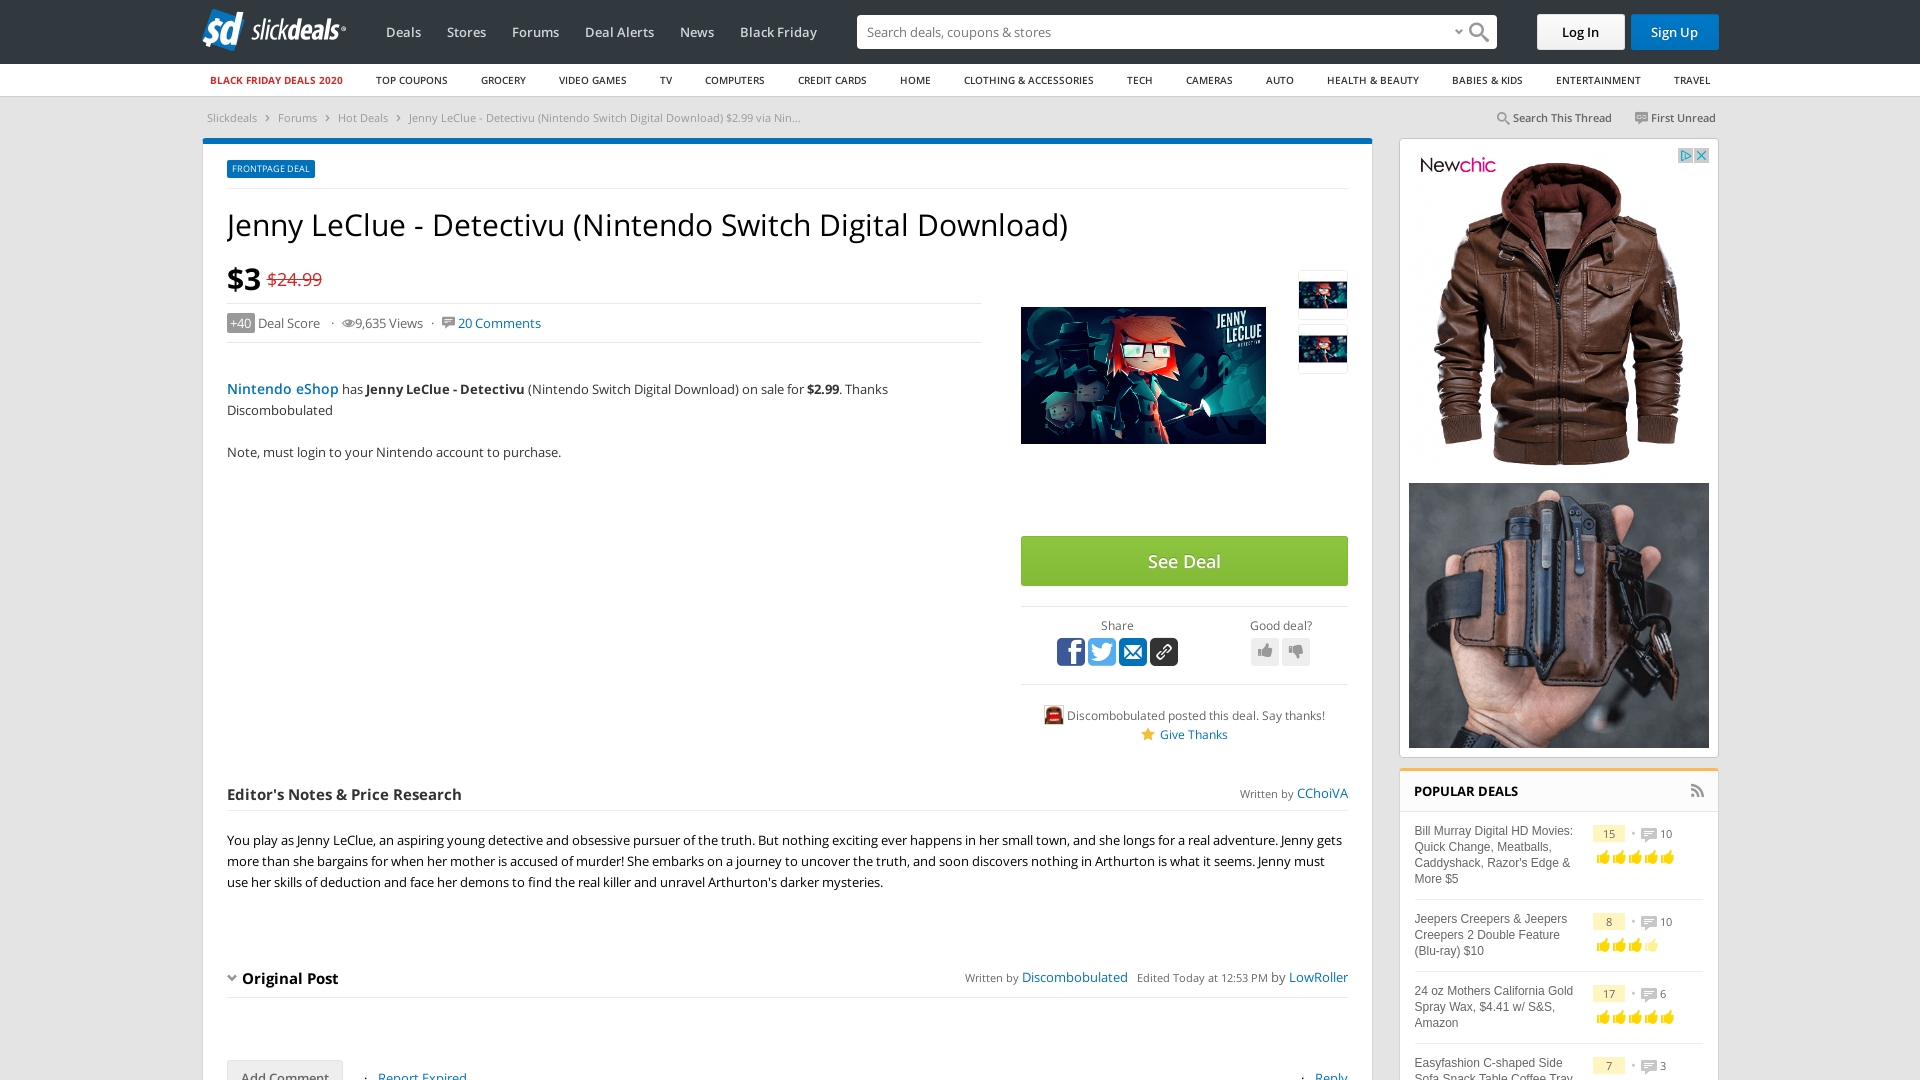 slickdeals
Deals
Stores
Forums
Deal Alerts
News
Black Friday
Search deals, coupons & shops
Log In
Sign Up
BLACK FRIDAY DEALS 2020
TOP COUPONS
GROCERY
VIDEO GAMES
TV
COMPUTERS
CREDIT CARDS
HOME
CLOTHING & ACCESSORIES
TECH
CAMERAS
AUTO
HEALTH & BEAUTY
BABIES & KIDS
ENTERTAINMENT
TRAVEL
Slickdeals › Forums › Hot Deals › Jenny LeClue - Detectivu (Nintendo Switch Digital Download) $2.99 via Nin...
Search This Thread
First Unread
FRONTPAGE DEAL
Jenny LeClue - Detectivu (Nintendo Switch Digital Download)
$3 $24.99
+40 Deal Score · 9,635 Views · 20 Comments
Nintendo eShop has Jenny LeClue - Detectivu (Nintendo Switch Digital Download) on sale for $2.99. Thanks
Discombobulated
Note, must login to your Nintendo account to purchase.
JENNY
LECLUE
See Deal
Share
Good deal?
Discombobulated posted this deal. Say thanks!
Give Thanks
Editor's Notes & Price Research
Written by CChoiVA
You play as Jenny LeClue, an aspiring young detective and obsessive pursuer of the truth. But nothing exciting ever happens in her small town, and she longs for a real adventure. Jenny gets
more than she bargains for when her mother is accused of murder! She embarks on a journey to uncover the truth, and soon discovers nothing in Arthurton is what it seems. Jenny must
use her skills of deduction and face her demons to find the real killer and unravel Arthurton's darker mysteries.
Original Post
Written by Discombobulated Edited Today at 12:53 PM by LowRoller
Add Comment
· Report Expired
· Reply
Newchic
POPULAR DEALS
Bill Murray Digital HD Movies:
Quick Change, Meatballs,
Caddyshack, Razor's Edge &
More $5
15 • 10
Jeepers Creepers & Jeepers
Creepers 2 Double Feature
(Blu-ray) $10
8 • 10
24 oz Mothers California Gold
Spray Wax, $4.41 w/ S&S,
Amazon
17 • 6
Easyfashion C-shaped Side
Sofa Snack Table Coffee Tray
7 • 3